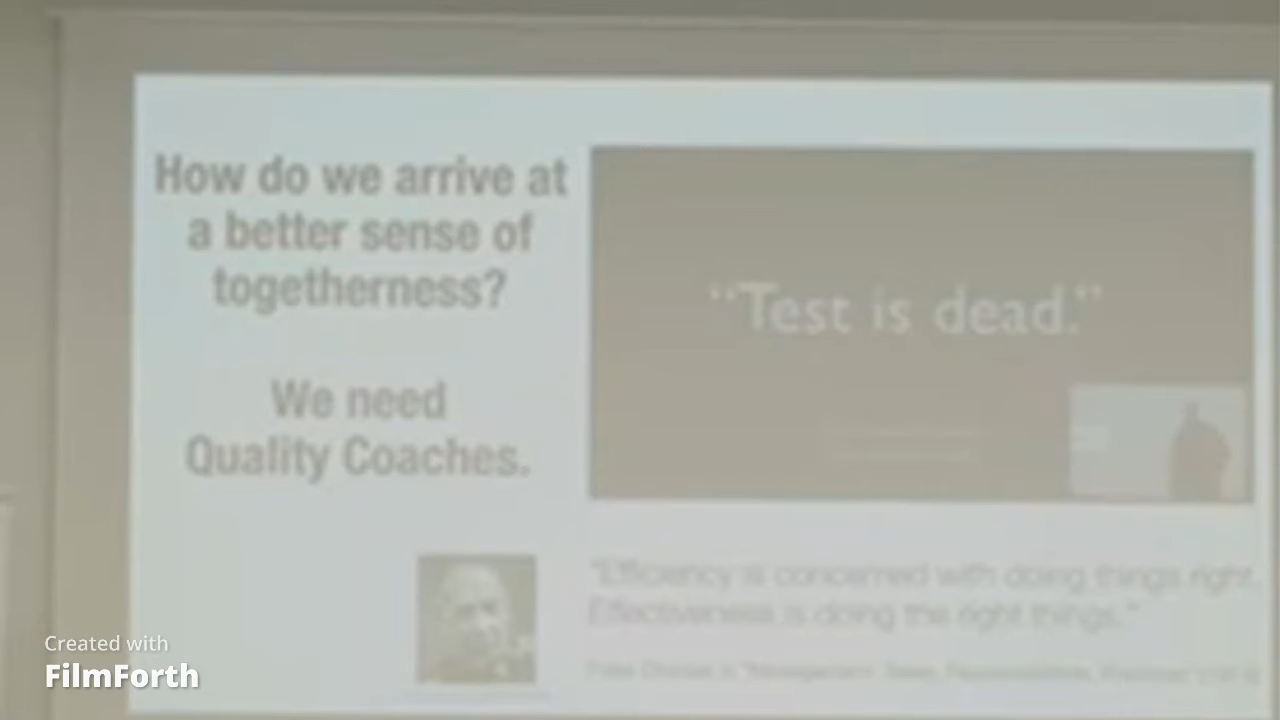 How do we arrive at
a better sense of
togetherness?
We need
Quality Coaches.
“Test is dead.”
"Efficiency is concerned with doing things right.
Effectiveness is doing the right things."
Created with
FilmForth